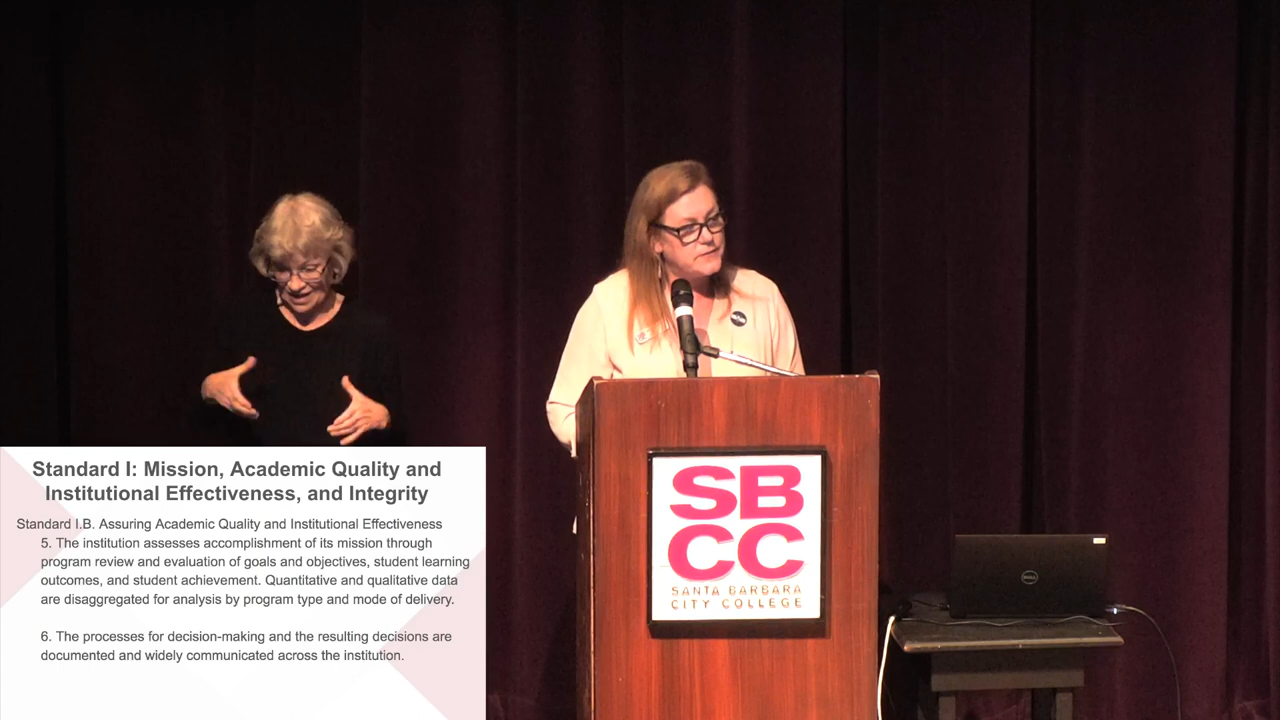 Standard I: Mission, Academic Quality and
Institutional Effectiveness, and Integrity
Standard I.B. Assuring Academic Quality and Institutional Effectiveness
5. The institution assesses accomplishment of its mission through
program review and evaluation of goals and objectives, student learning
outcomes, and student achievement. Quantitative and qualitative data
are disaggregated for analysis by program type and mode of delivery.
6. The processes for decision-making and the resulting decisions are
documented and widely communicated across the institution.
SB
CC
SANTA BARBARA
CITY COLLEGE
DELL